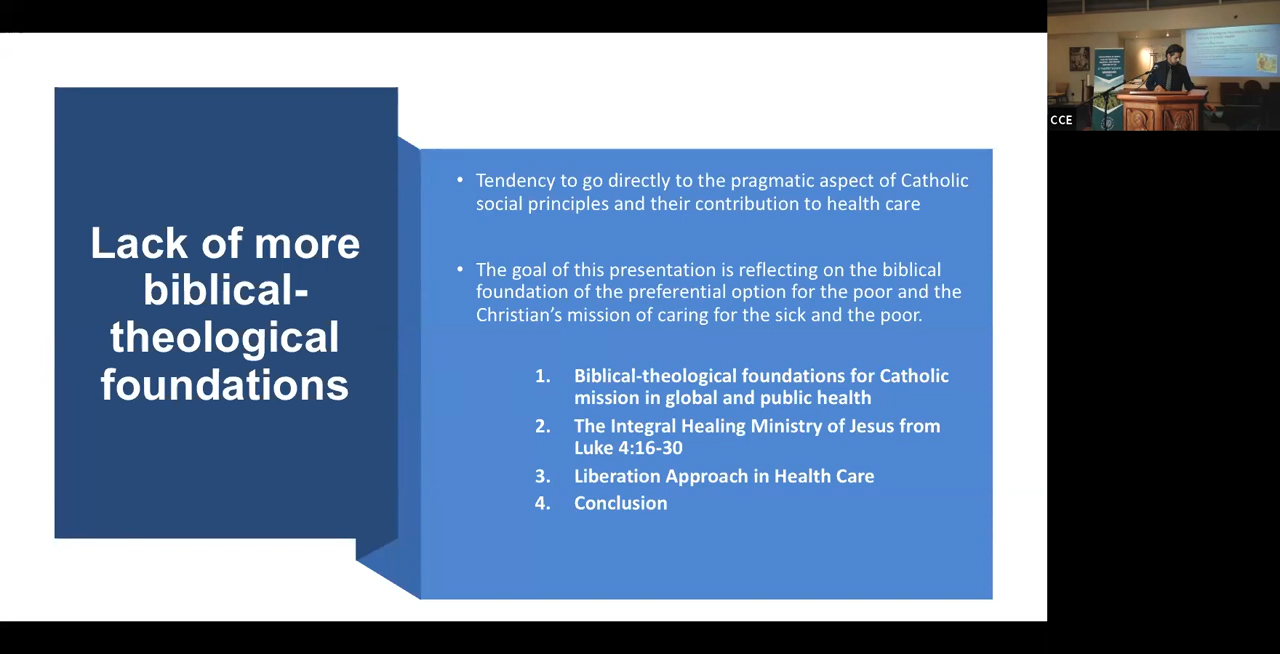 Lack of more
biblical-
theological
foundations
• Tendency to go directly to the pragmatic aspect of Catholic
social principles and their contribution to health care
• The goal of this presentation is reflecting on the biblical
foundation of the preferential option for the poor and the
Christian’s mission of caring for the sick and the poor.
1. Biblical-theological foundations for Catholic
mission in global and public health
2. The Integral Healing Ministry of Jesus from
Luke 4:16-30
3. Liberation Approach in Health Care
4. Conclusion
CCE